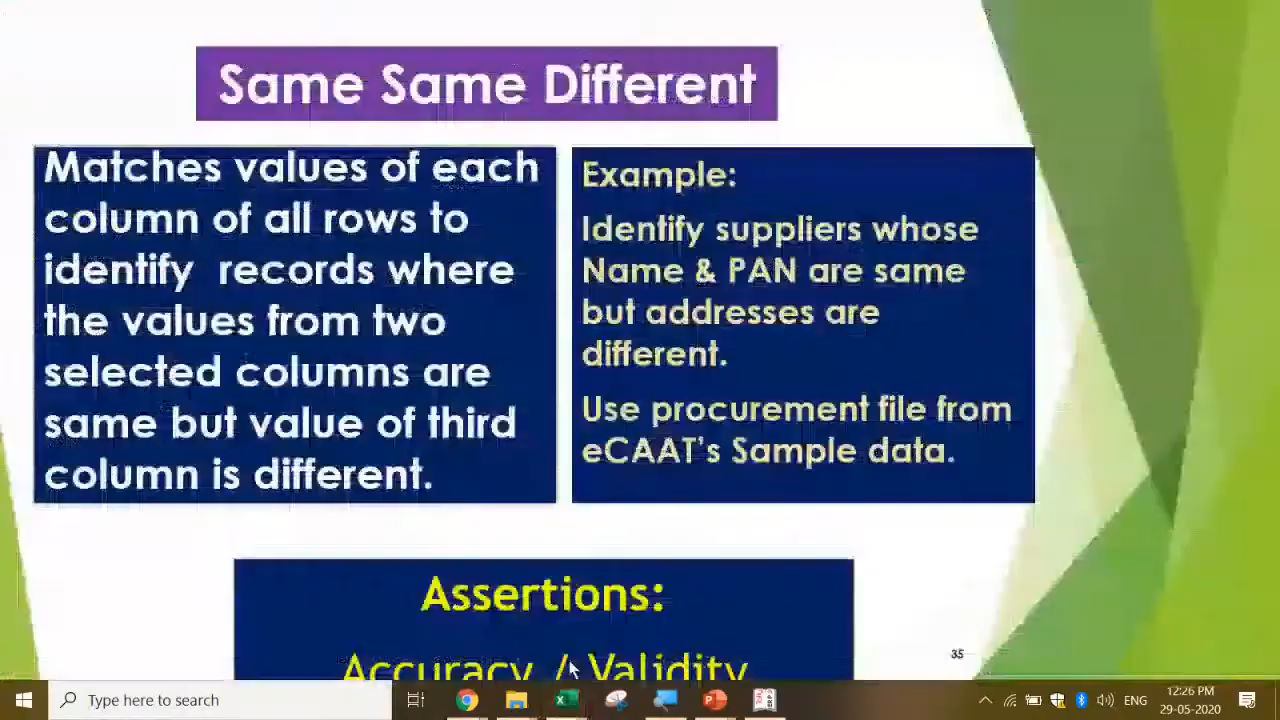 Same Same Different
Matches values of each
column of all rows to
identify records where
the values from two
selected columns are
same but value of third
column is different.
Example:
Identify suppliers whose
Name & PAN are same
but addresses are
different.
Use procurement file from
eCAAT's Sample data.
Assertions:
Accuracy / Validity
35
Type here to search
ENG
12:26 PM
29-05-2020